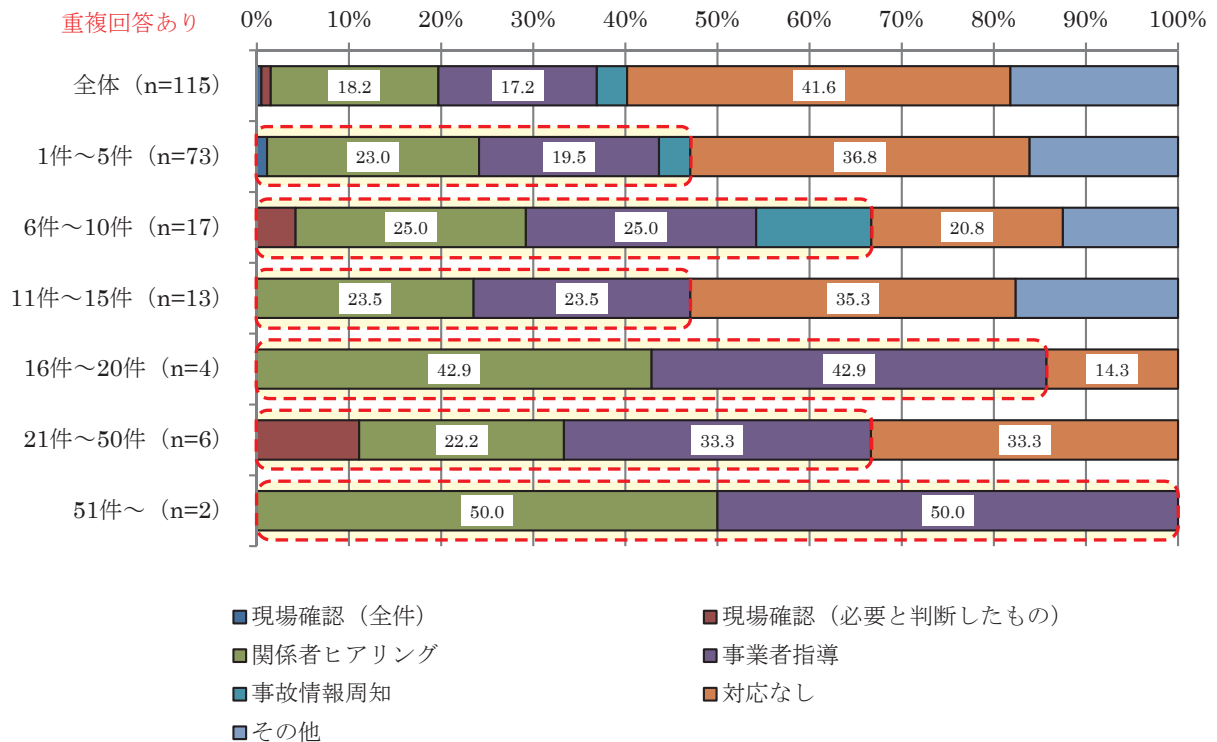 重複回答あり
0% 10% 20% 30% 40% 50% 60% 70% 80% 90% 100%
全体（n=115） 18.2 17.2 41.6
1件～5件（n=73） 23.0 19.5 36.8
6件～10件（n=17） 25.0 25.0 20.8
11件～15件（n=13） 23.5 23.5 35.3
16件～20件（n=4） 42.9 42.9 14.3
21件～50件（n=6） 22.2 33.3 33.3
51件～（n=2） 50.0 50.0
現場確認（全件） 現場確認（必要と判断したもの）
関係者ヒアリング 事業者指導
事故情報周知 対応なし
その他